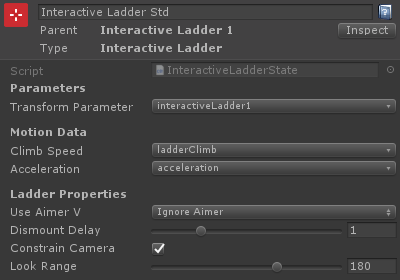 Interactive Ladder Std
Parent Interactive Ladder 1 Inspect
Type Interactive Ladder
Script InteractiveLadderState
Parameters
Transform Parameter interactiveLadder1
Motion Data
Climb Speed ladderClimb
Acceleration acceleration
Ladder Properties
Use Aimer V Ignore Aimer
Dismount Delay 1
Constrain Camera
Look Range 180